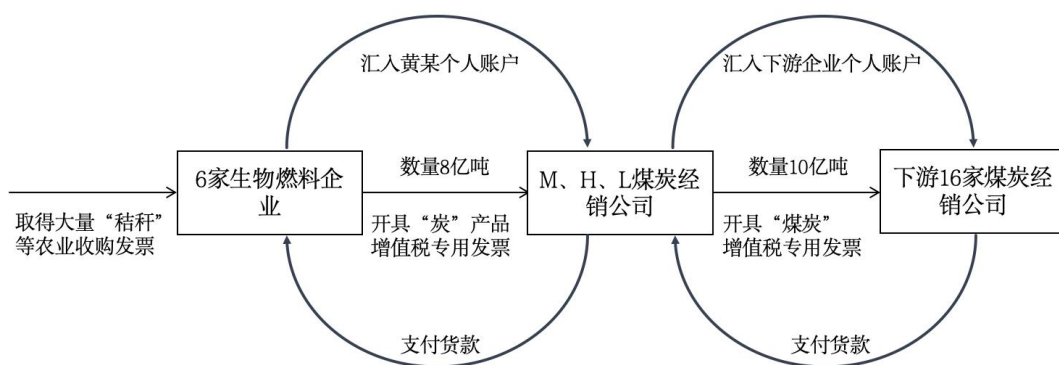 汇入黄某个人账户
汇入下游企业个人账户
取得大量“秸秆”
等农业收购发票
6家生物燃料企
业
数量8亿吨
开具“炭”产品
增值税专用发票
M、H、L煤炭经
销公司
数量10亿吨
开具“煤炭”
增值税专用发票
下游16家煤炭经
销公司
支付货款
支付货款